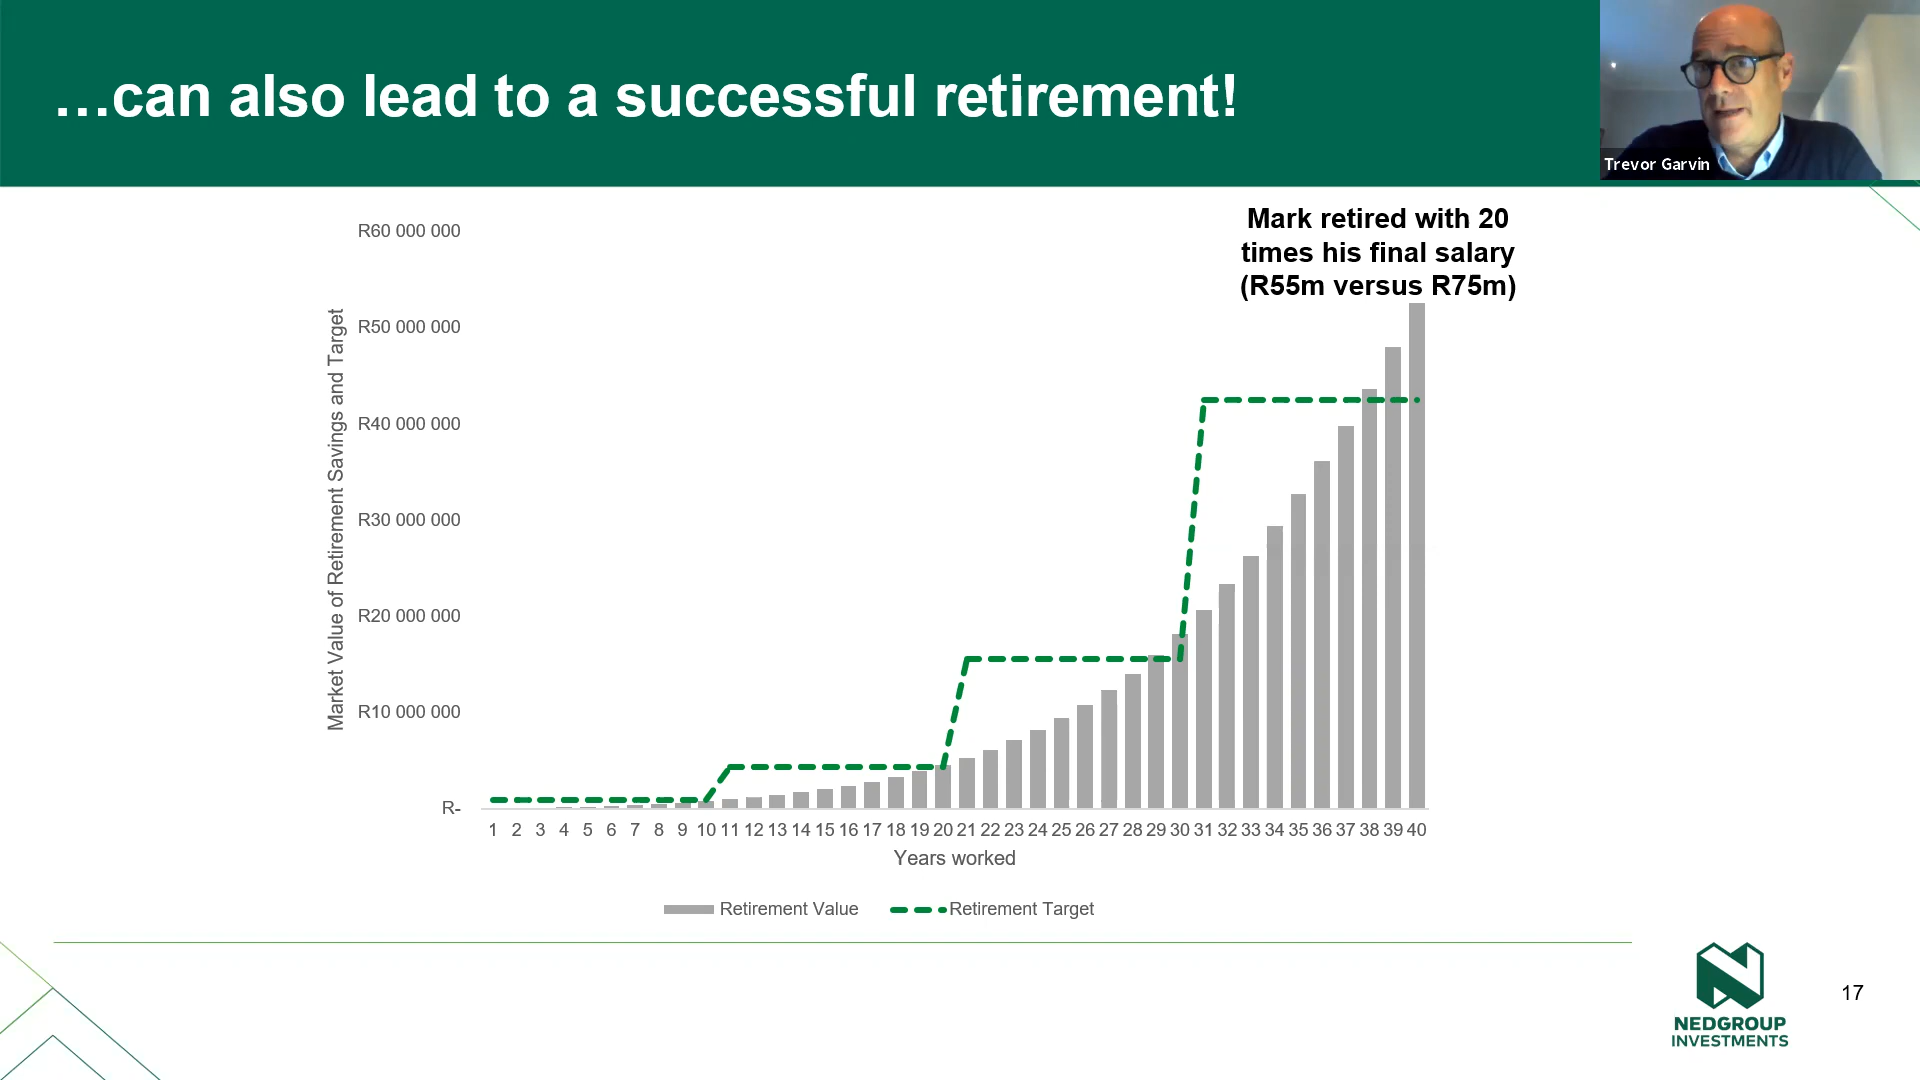 …can also lead to a successful retirement!
Trevor Garvin
Mark retired with 20
times his final salary
(R55m versus R75m)
Market Value of Retirement Savings and Target
R60 000 000
R50 000 000
R40 000 000
R30 000 000
R20 000 000
R10 000 000
R-
1 2 3 4 5 6 7 8 9 10 11 12 13 14 15 16 17 18 19 20 21 22 23 24 25 26 27 28 29 30 31 32 33 34 35 36 37 38 39 40
Years worked
Retirement Value Retirement Target
NEDGROUP
INVESTMENTS
17